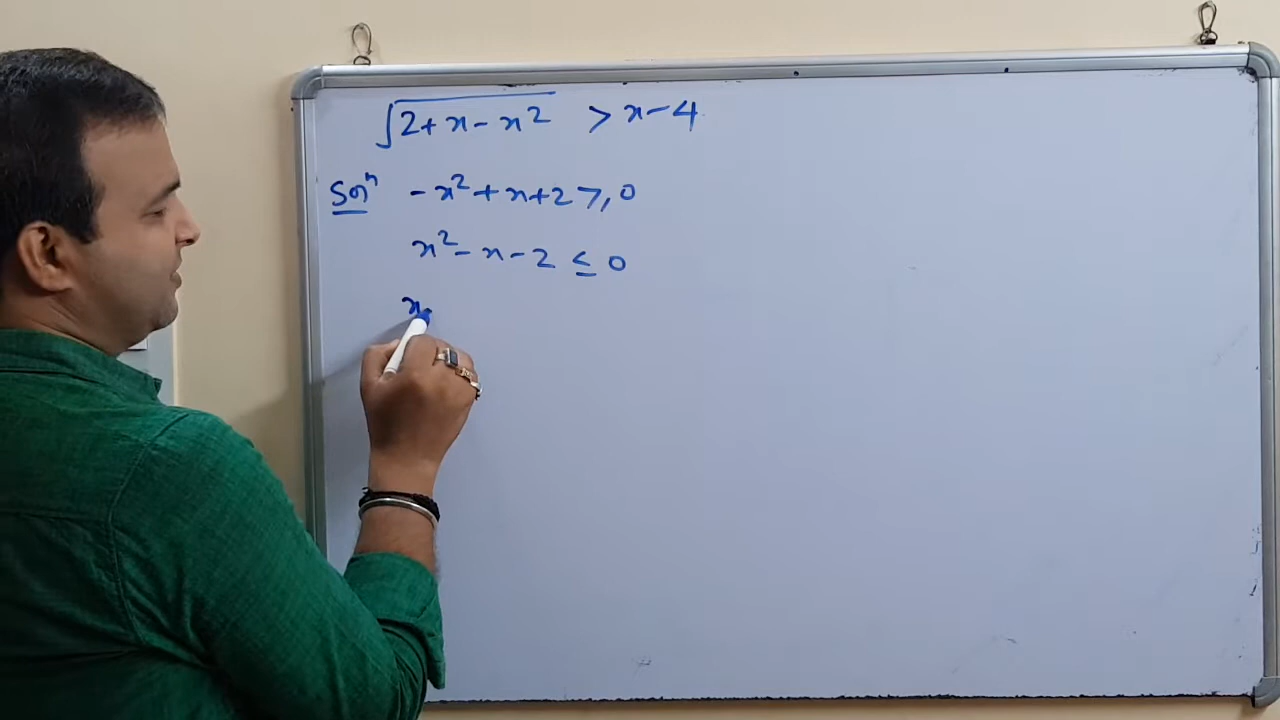 √(2+x-x²) > x-4
Solⁿ -x²+x+2 ≥ 0
x²-x-2 ≤ 0
x